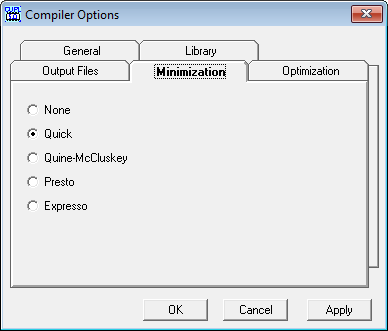 Compiler Options
General
Library
Output Files
Minimization
Optimization
None
Quick
Quine-McCluskey
Presto
Expresso
OK
Cancel
Apply